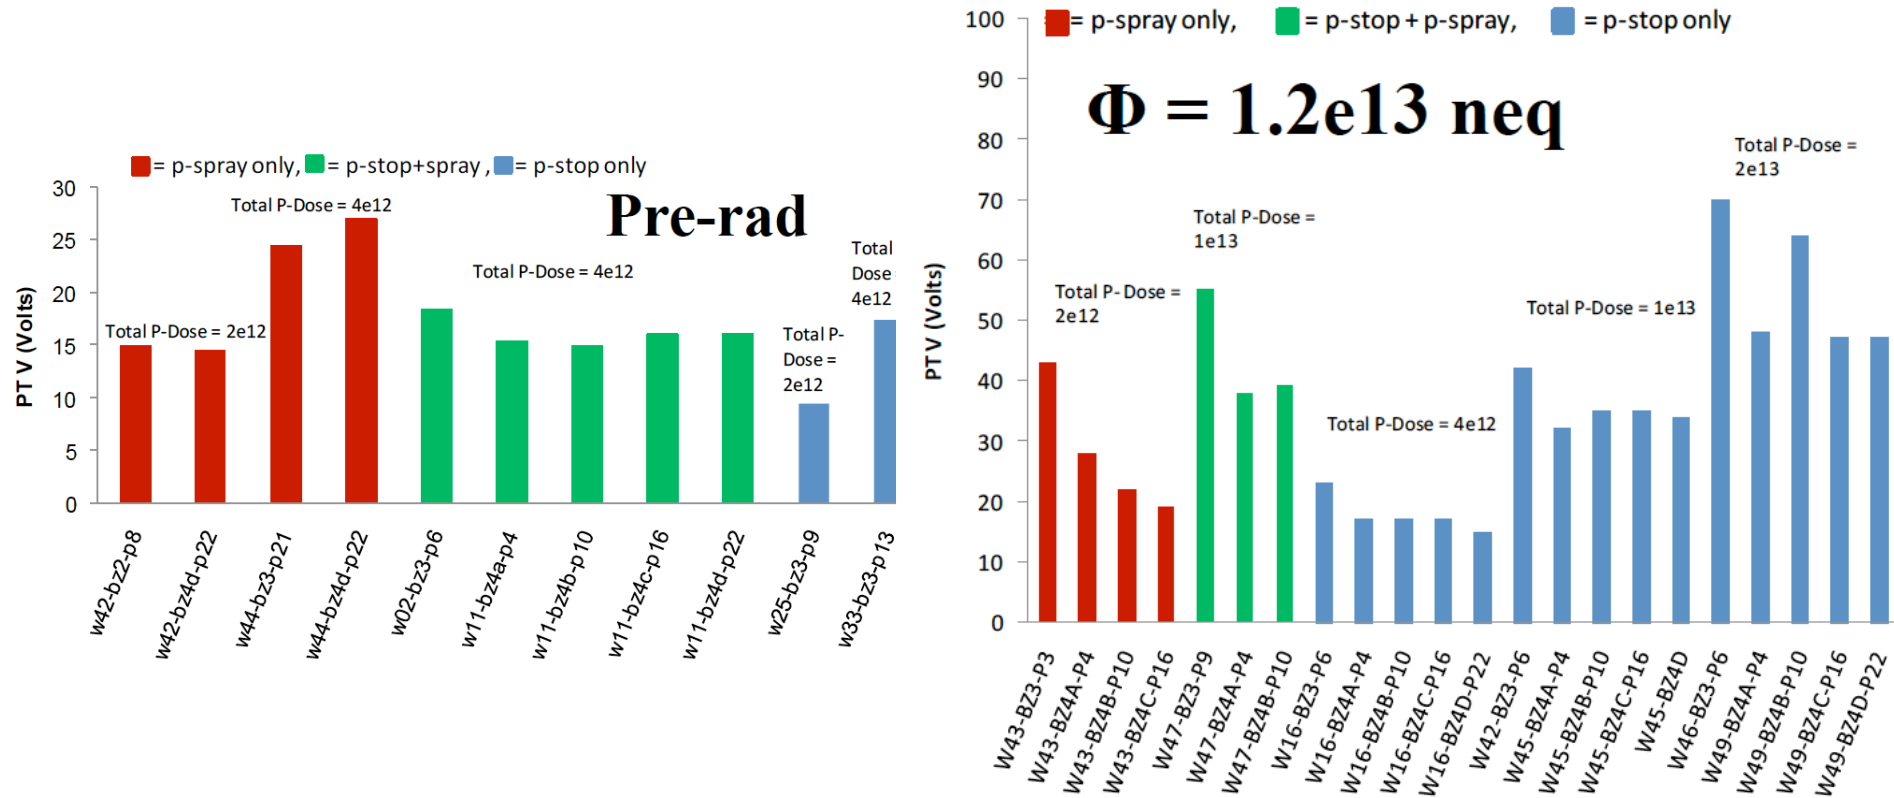 = p-spray only, = p-stop+spray , = p-stop only
Pre-rad
30
25
20
15
10
5
0
PT V (Volts)
Total P-Dose = 4e12
Total P-Dose = 2e12
Total P-Dose = 4e12
Total P-
Dose =
2e12
Total
Dose
4e12
w42-bz2-p8
w42-bz4d-p22
w44-bz3-p21
w44-bz4d-p22
w02-bz3-p6
w11-bz4a-p4
w11-bz4b-p10
w11-bz4c-p16
w11-bz4d-p22
w25-bz3-p9
w33-bz3-p13
= p-spray only, = p-stop + p-spray, = p-stop only
Φ = 1.2e13 neq
100
90
80
70
60
50
40
30
20
10
0
PT V (Volts)
Total P- Dose =
2e12
Total P-Dose =
1e13
Total P-Dose = 4e12
Total P-Dose = 1e13
Total P-Dose =
2e13
W43-BZ3-P3
W43-BZ4A-P4
W43-BZ4B-P10
W43-BZ4C-P16
W47-BZ3-P9
W47-BZ4A-P4
W47-BZ4B-P10
W16-BZ3-P6
W16-BZ4A-P4
W16-BZ4B-P10
W16-BZ4C-P16
W16-BZ4D-P22
W42-BZ3-P6
W45-BZ4A-P4
W45-BZ4B-P10
W45-BZ4C-P16
W45-BZ4D
W46-BZ3-P6
W49-BZ4A-P4
W49-BZ4B-P10
W49-BZ4C-P16
W49-BZ4D-P22